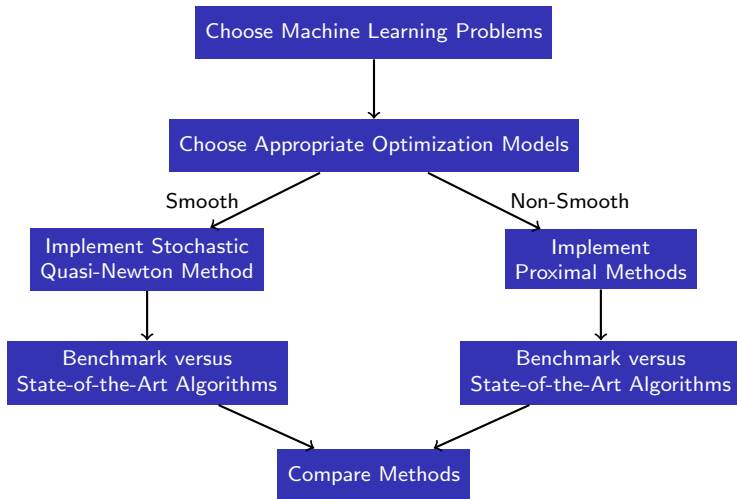 Choose Machine Learning Problems
Choose Appropriate Optimization Models
Smooth
Non-Smooth
Implement Stochastic
Quasi-Newton Method
Implement
Proximal Methods
Benchmark versus
State-of-the-Art Algorithms
Benchmark versus
State-of-the-Art Algorithms
Compare Methods